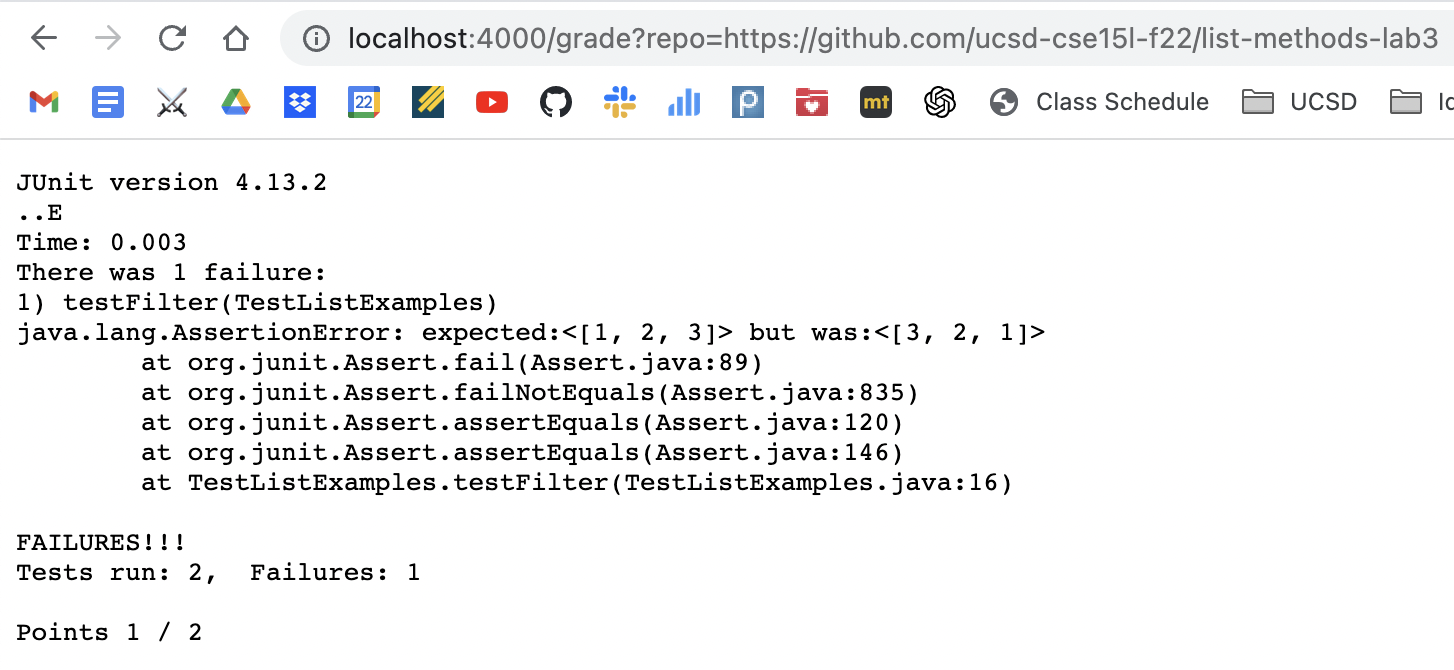 localhost:4000/grade?repo=https://github.com/ucsd-cse15l-f22/list-methods-lab3
22 mt Class Schedule UCSD
JUnit version 4.13.2
..E
Time: 0.003
There was 1 failure:
1) testFilter(TestListExamples)
java.lang.AssertionError: expected:<[1, 2, 3]> but was:<[3, 2, 1]>
at org.junit.Assert.fail(Assert.java:89)
at org.junit.Assert.failNotEquals(Assert.java:835)
at org.junit.Assert.assertEquals(Assert.java:120)
at org.junit.Assert.assertEquals(Assert.java:146)
at TestListExamples.testFilter(TestListExamples.java:16)
FAILURES!!!
Tests run: 2,  Failures: 1
Points 1 / 2